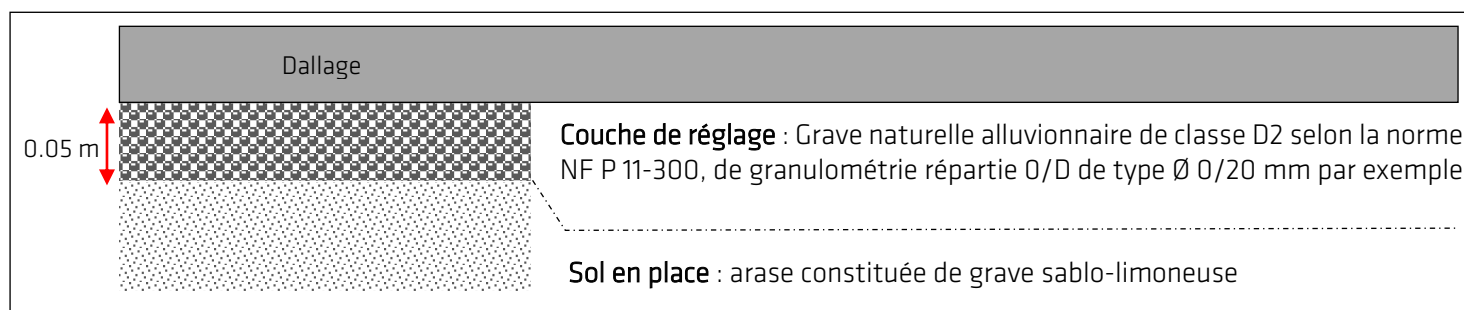 Dallage
0.05 m
Couche de réglage : Grave naturelle alluvionnaire de classe D2 selon la norme
NF P 11-300, de granulométrie répartie 0/D de type Ø 0/20 mm par exemple
Sol en place : arase constituée de grave sablo-limoneuse